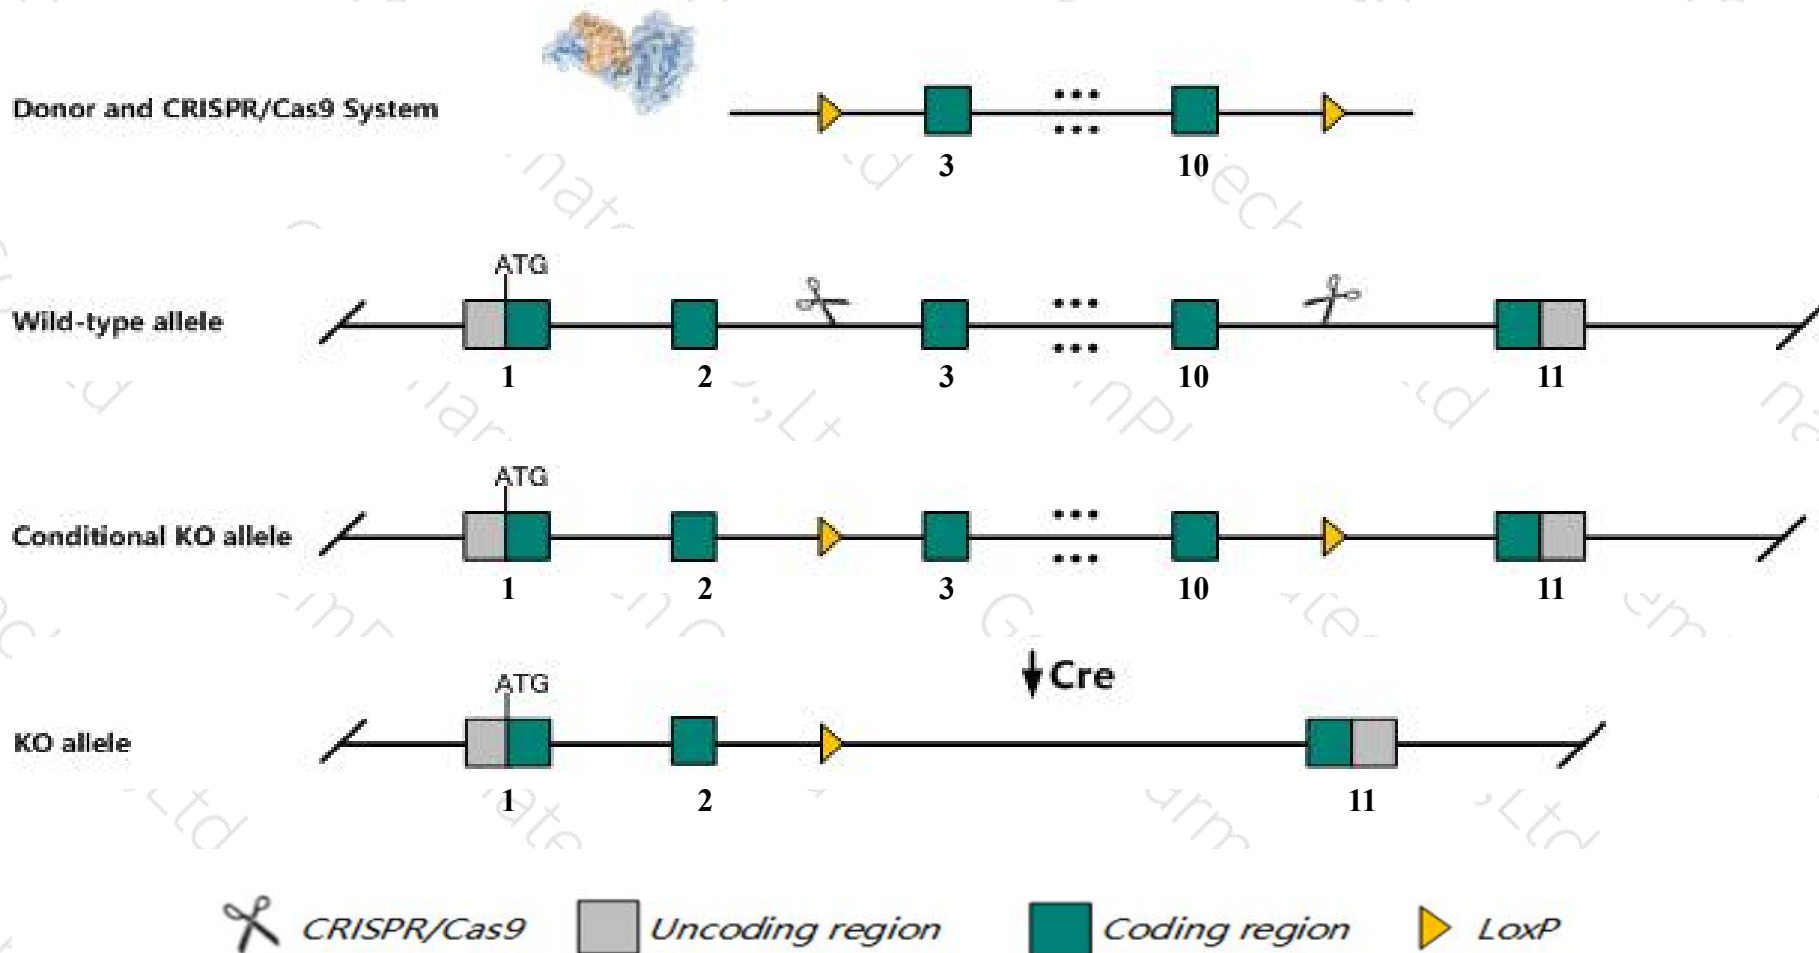 Donor and CRISPR/Cas9 System
3 10
ATG
Wild-type allele
1 2 3 10 11
ATG
Conditional KO allele
1 2 3 10 11
Cre
ATG
KO allele
1 2 11
CRISPR/Cas9 Uncoding region Coding region LoxP